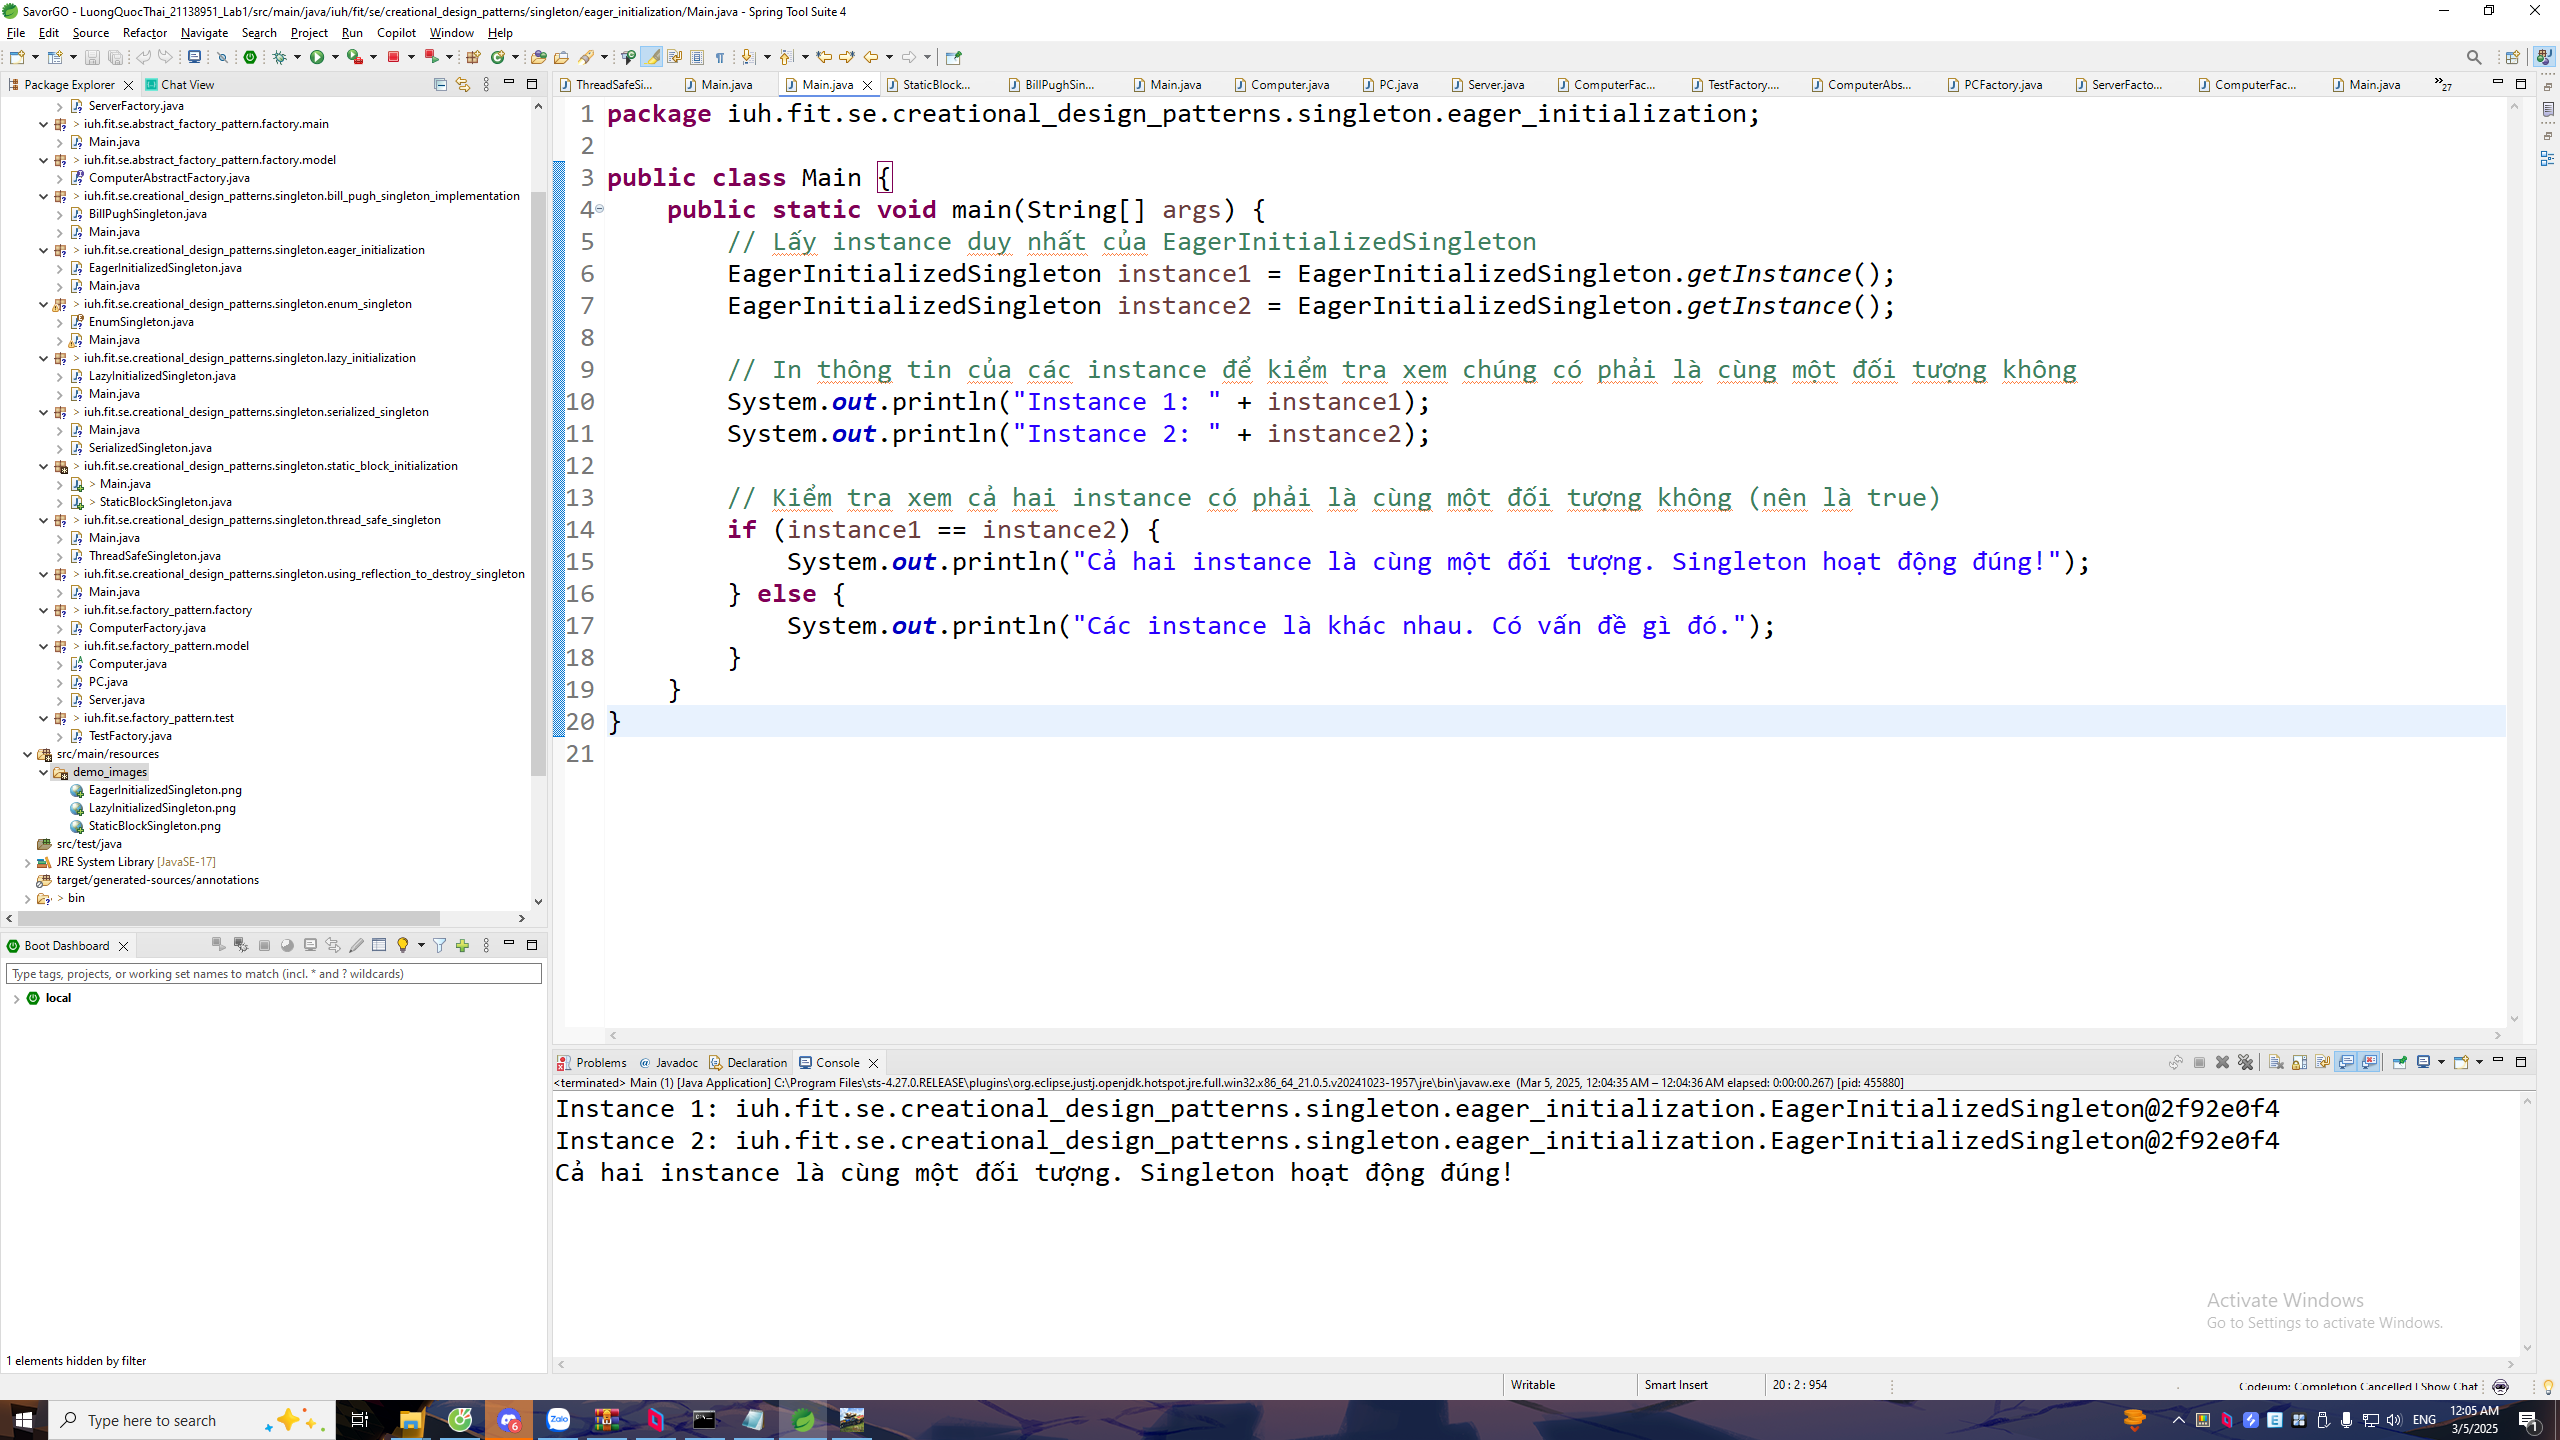 SavorGO - LuongQuocThai_21138951_Lab1/src/main/java/iuh/fit/se/creational_design_patterns/singleton/eager_initialization/Main.java - Spring Tool Suite 4
File Edit Source Refactor Navigate Search Project Run Copilot Window Help
Package Explorer Chat View
ServerFactory.java
> iuh.fit.se.abstract_factory_pattern.factory.main
Main.java
> iuh.fit.se.abstract_factory_pattern.factory.model
ComputerAbstractFactory.java
> iuh.fit.se.creational_design_patterns.singleton.bill_pugh_singleton_implementation
BillPughSingleton.java
Main.java
> iuh.fit.se.creational_design_patterns.singleton.eager_initialization
EagerInitializedSingleton.java
Main.java
> iuh.fit.se.creational_design_patterns.singleton.enum_singleton
EnumSingleton.java
Main.java
> iuh.fit.se.creational_design_patterns.singleton.lazy_initialization
LazyInitializedSingleton.java
Main.java
> iuh.fit.se.creational_design_patterns.singleton.serialized_singleton
Main.java
SerializedSingleton.java
> iuh.fit.se.creational_design_patterns.singleton.static_block_initialization
> Main.java
> StaticBlockSingleton.java
> iuh.fit.se.creational_design_patterns.singleton.thread_safe_singleton
Main.java
ThreadSafeSingleton.java
> iuh.fit.se.creational_design_patterns.singleton.using_reflection_to_destroy_singleton
Main.java
> iuh.fit.se.factory_pattern.factory
ComputerFactory.java
> iuh.fit.se.factory_pattern.model
Computer.java
PC.java
Server.java
> iuh.fit.se.factory_pattern.test
TestFactory.java
src/main/resources
demo_images
EagerInitializedSingleton.png
LazyInitializedSingleton.png
StaticBlockSingleton.png
src/test/java
JRE System Library [JavaSE-17]
target/generated-sources/annotations
> bin
Boot Dashboard
Type tags, projects, or working set names to match (incl. * and ? wildcards)
local
1 elements hidden by filter
ThreadSafeSi... Main.java Main.java StaticBlock... BillPughSin... Main.java Computer.java PC.java Server.java ComputerFac... TestFactory.... ComputerAbs... PCFactory.java ServerFacto... ComputerFac... Main.java »27
1 package iuh.fit.se.creational_design_patterns.singleton.eager_initialization;
2
3 public class Main {
4 public static void main(String[] args) {
5 // Lấy instance duy nhất của EagerInitializedSingleton
6 EagerInitializedSingleton instance1 = EagerInitializedSingleton.getInstance();
7 EagerInitializedSingleton instance2 = EagerInitializedSingleton.getInstance();
8
9 // In thông tin của các instance để kiểm tra xem chúng có phải là cùng một đối tượng không
10 System.out.println("Instance 1: " + instance1);
11 System.out.println("Instance 2: " + instance2);
12
13 // Kiểm tra xem cả hai instance có phải là cùng một đối tượng không (nên là true)
14 if (instance1 == instance2) {
15 System.out.println("Cả hai instance là cùng một đối tượng. Singleton hoạt động đúng!");
16 } else {
17 System.out.println("Các instance là khác nhau. Có vấn đề gì đó.");
18 }
19 }
20 }
21
Problems Javadoc Declaration Console
<terminated> Main (1) [Java Application] C:\Program Files\sts-4.27.0.RELEASE\plugins\org.eclipse.justj.openjdk.hotspot.jre.full.win32.x86_64_21.0.5.v20241023-1957\jre\bin\javaw.exe (Mar 5, 2025, 12:04:35 AM – 12:04:36 AM elapsed: 0:00:00.267) [pid: 455880]
Instance 1: iuh.fit.se.creational_design_patterns.singleton.eager_initialization.EagerInitializedSingleton@2f92e0f4
Instance 2: iuh.fit.se.creational_design_patterns.singleton.eager_initialization.EagerInitializedSingleton@2f92e0f4
Cả hai instance là cùng một đối tượng. Singleton hoạt động đúng!
Activate Windows
Go to Settings to activate Windows.
Writable Smart Insert 20 : 2 : 954 Codeium: Completion Cancelled | Show Chat
Type here to search
6
Zalo
ENG
12:05 AM
3/5/2025
1